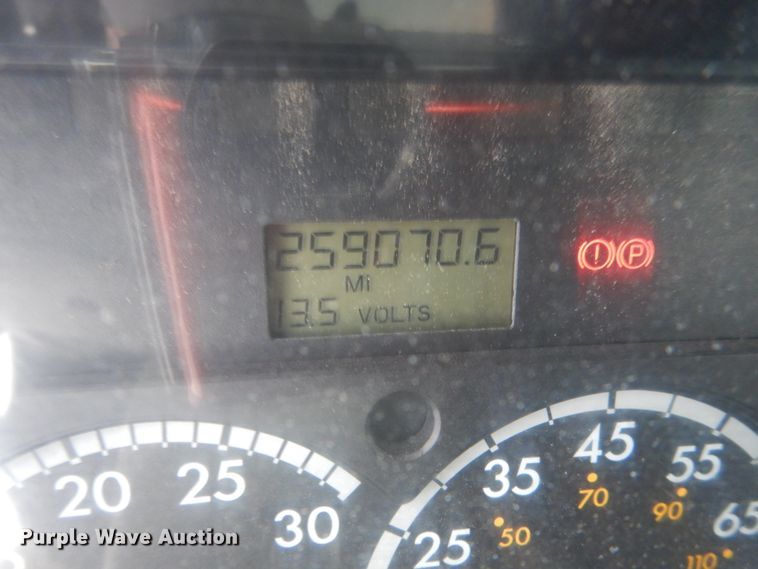 259070.6
Mi
13.5 VOLTS
(!) (P)
20 25 30
25 35 45 55 65
50 70 90 110
Purple Wave Auction